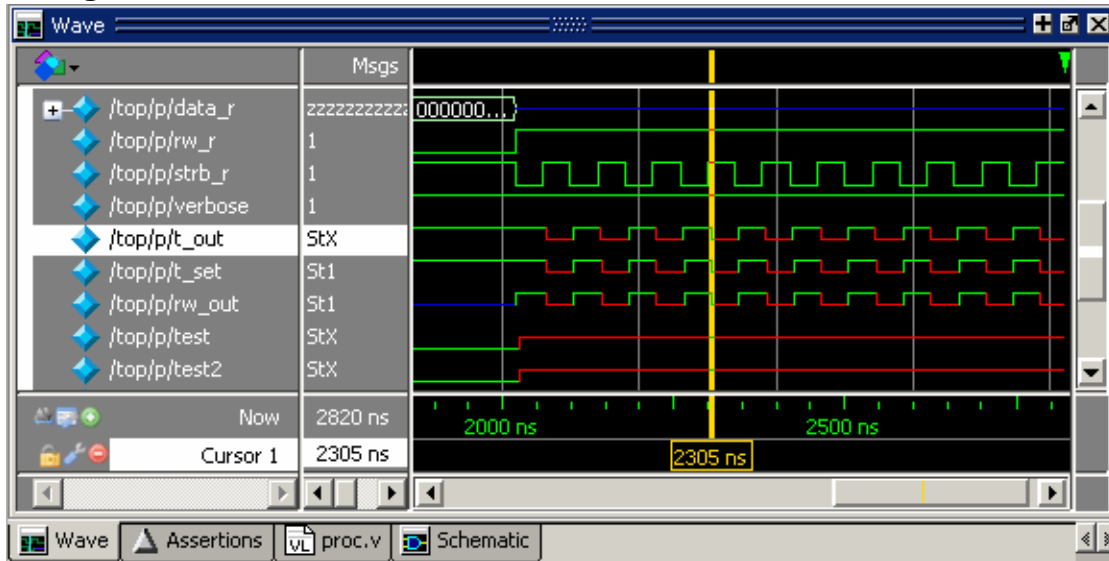 Wave
Msgs
/top/p/data_r zzzzzzzzzzz 000000...
/top/p/rw_r 1
/top/p/strb_r 1
/top/p/verbose 1
/top/p/t_out StX
/top/p/t_set St1
/top/p/rw_out St1
/top/p/test StX
/top/p/test2 StX
Now 2820 ns 2000 ns 2500 ns
Cursor 1 2305 ns 2305 ns
Wave Assertions VL proc.v Schematic